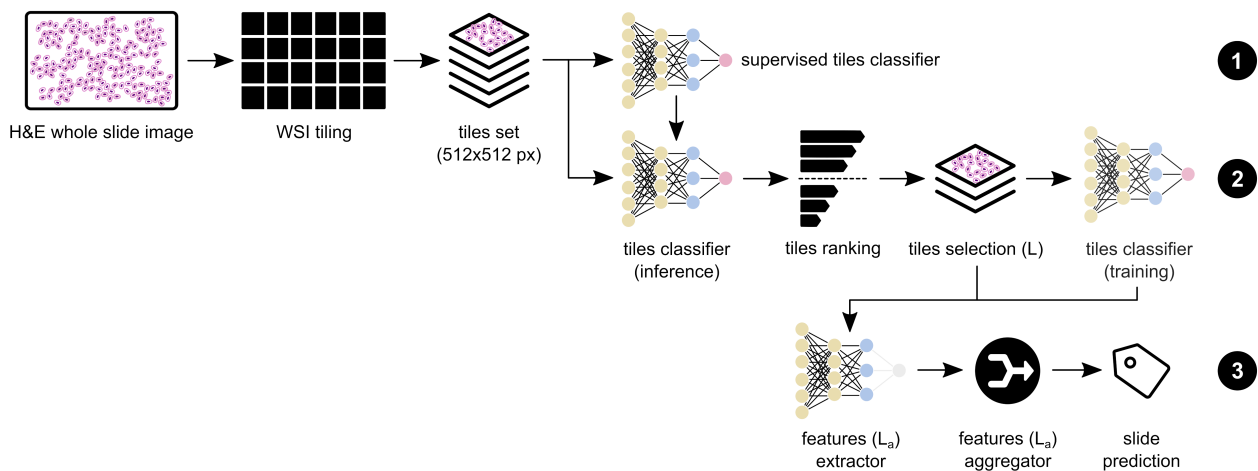 supervised tiles classifier
1
H&E whole slide image
WSI tiling
tiles set
(512x512 px)
2
tiles classifier
(inference)
tiles ranking
tiles selection (L)
tiles classifier
(training)
3
features (Lₐ)
extractor
features (Lₐ)
aggregator
slide
prediction